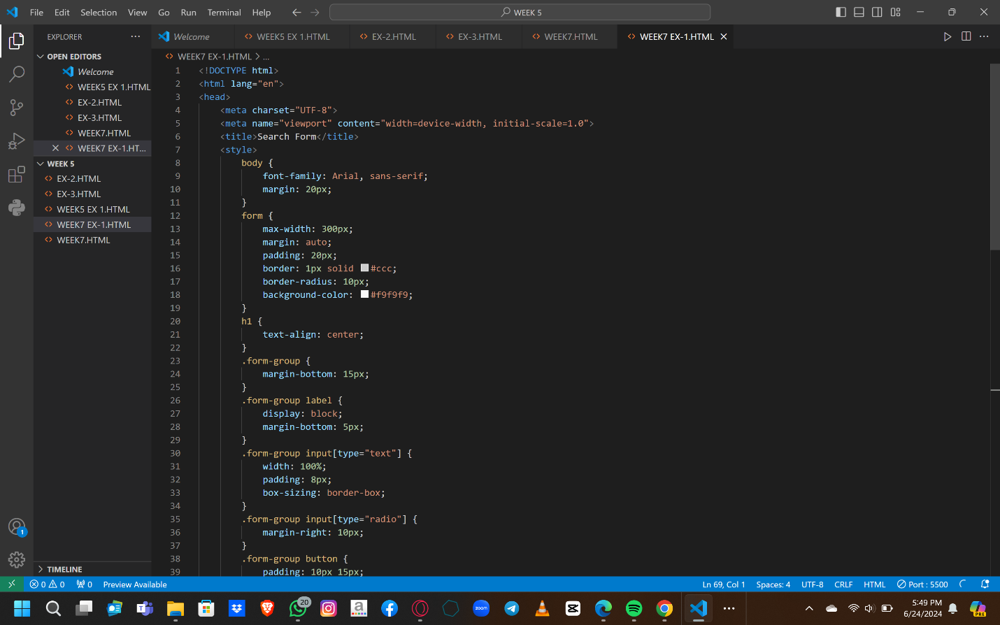 File Edit Selection View Go Run Terminal Help WEEK 5
EXPLORER
Welcome WEEK5 EX 1.HTML EX-2.HTML EX-3.HTML WEEK7.HTML WEEK7 EX-1.HTML
OPEN EDITORS
Welcome
WEEK5 EX 1.HTML
EX-2.HTML
EX-3.HTML
WEEK7.HTML
WEEK7 EX-1.HT...
WEEK 5
EX-2.HTML
EX-3.HTML
WEEK5 EX 1.HTML
WEEK7 EX-1.HTML
WEEK7.HTML
TIMELINE
WEEK7 EX-1.HTML > ...
1 <!DOCTYPE html>
2 <html lang="en">
3 <head>
4 <meta charset="UTF-8">
5 <meta name="viewport" content="width=device-width, initial-scale=1.0">
6 <title>Search Form</title>
7 <style>
8 body {
9 font-family: Arial, sans-serif;
10 margin: 20px;
11 }
12 form {
13 max-width: 300px;
14 margin: auto;
15 padding: 20px;
16 border: 1px solid #ccc;
17 border-radius: 10px;
18 background-color: #f9f9f9;
19 }
20 h1 {
21 text-align: center;
22 }
23 .form-group {
24 margin-bottom: 15px;
25 }
26 .form-group label {
27 display: block;
28 margin-bottom: 5px;
29 }
30 .form-group input[type="text"] {
31 width: 100%;
32 padding: 8px;
33 box-sizing: border-box;
34 }
35 .form-group input[type="radio"] {
36 margin-right: 10px;
37 }
38 .form-group button {
39 padding: 10px 15px;
1
0 0 0 Preview Available Ln 69, Col 1 Spaces: 4 UTF-8 CRLF HTML Port : 5500
20
a
zoom
5:49 PM
6/24/2024
PRE